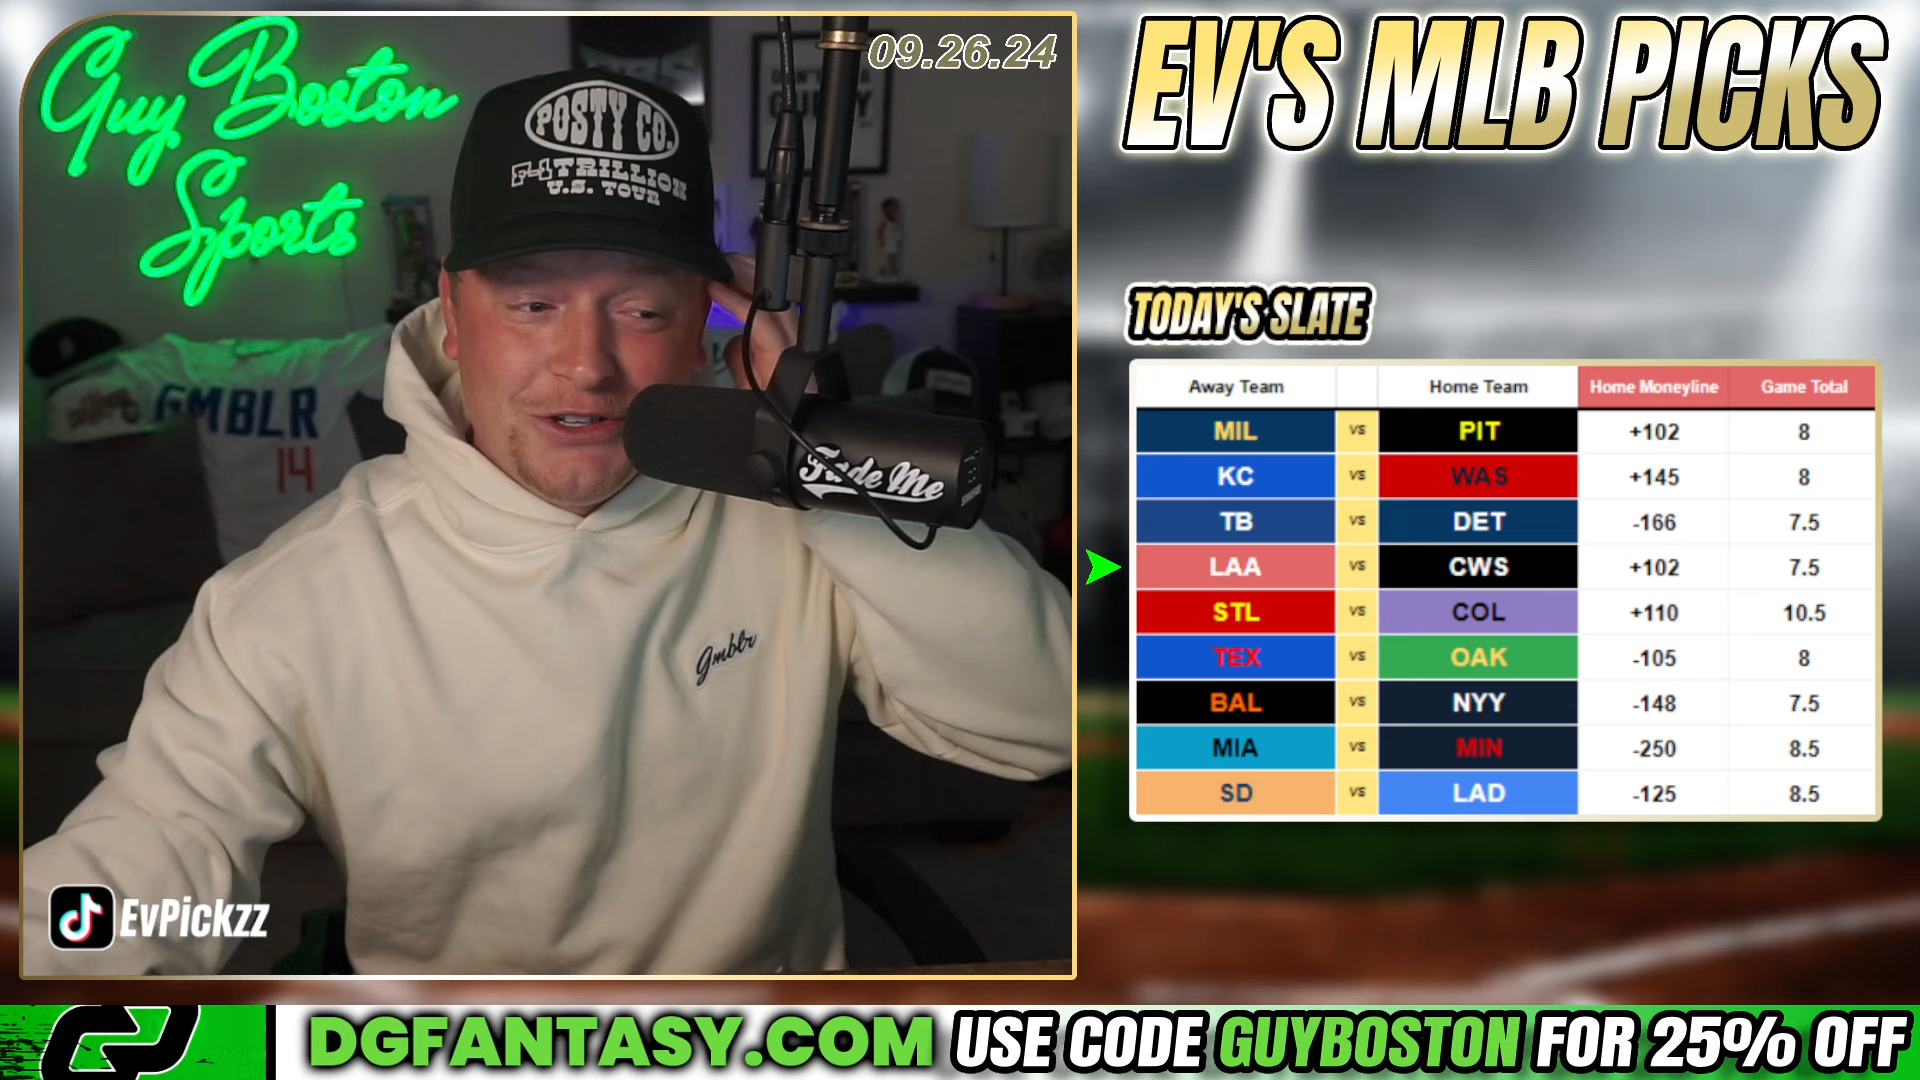 Guy Boston
Sports
09.26.24
POSTY CO.
F-1 TRILLION
U.S. TOUR
GMBLR
14
Fade Me
Gmblr
EvPickzz
EV'S MLB PICKS
TODAY'S SLATE
Away Team Home Team Home Moneyline Game Total
MIL vs PIT +102 8
KC vs WAS +145 8
TB vs DET -166 7.5
LAA vs CWS +102 7.5
STL vs COL +110 10.5
TEX vs OAK -105 8
BAL vs NYY -148 7.5
MIA vs MIN -250 8.5
SD vs LAD -125 8.5
DGFANTASY.COM USE CODE GUYBOSTON FOR 25% OFF